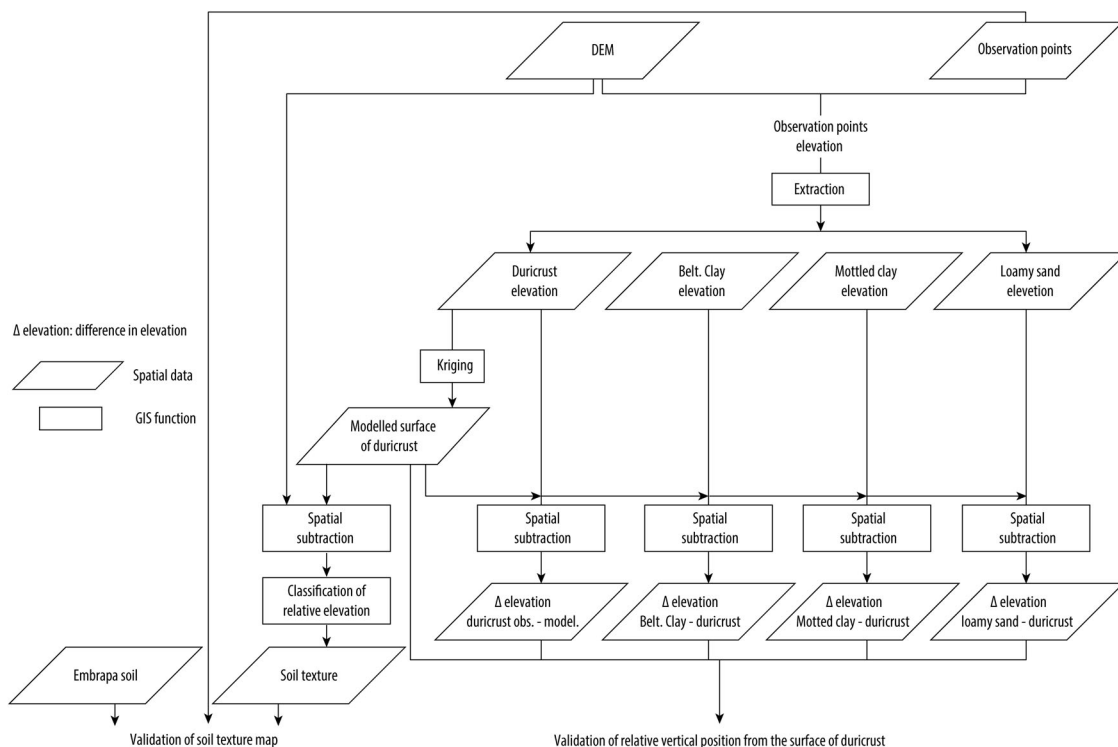 DEM
Observation points
Observation points
elevation
Extraction
Duricrust
elevation
Belt. Clay
elevation
Mottled clay
elevation
Loamy sand
elevetion
Δ elevation: difference in elevation
Spatial data
GIS function
Kriging
Modelled surface
of duricrust
Spatial
subtraction
Spatial
subtraction
Spatial
subtraction
Spatial
subtraction
Spatial
subtraction
Classification of
relative elevation
Δ elevation
duricrust obs. - model.
Δ elevation
Belt. Clay - duricrust
Δ elevation
Motted clay - duricrust
Δ elevation
loamy sand - duricrust
Embrapa soil
Soil texture
Validation of soil texture map
Validation of relative vertical position from the surface of duricrust